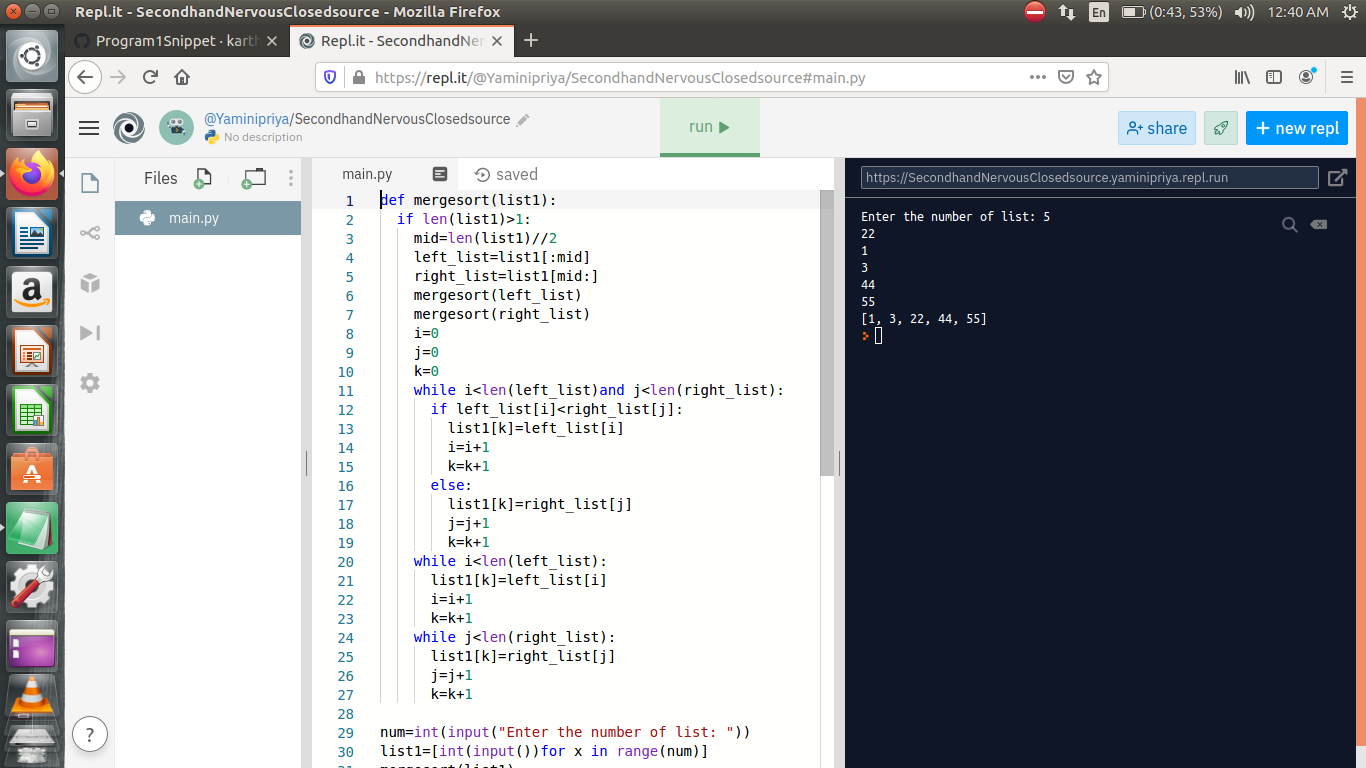 Repl.it - SecondhandNervousClosedsource - Mozilla Firefox
En (0:43, 53%) 12:40 AM
Program1Snippet · karth
Repl.it - SecondhandNer
https://repl.it/@Yaminipriya/SecondhandNervousClosedsource#main.py
@Yaminipriya/SecondhandNervousClosedsource
No description
run
share
+ new repl
Files
main.py
main.py
saved
1 def mergesort(list1):
2 if len(list1)>1:
3 mid=len(list1)//2
4 left_list=list1[:mid]
5 right_list=list1[mid:]
6 mergesort(left_list)
7 mergesort(right_list)
8 i=0
9 j=0
10 k=0
11 while i<len(left_list)and j<len(right_list):
12 if left_list[i]<right_list[j]:
13 list1[k]=left_list[i]
14 i=i+1
15 k=k+1
16 else:
17 list1[k]=right_list[j]
18 j=j+1
19 k=k+1
20 while i<len(left_list):
21 list1[k]=left_list[i]
22 i=i+1
23 k=k+1
24 while j<len(right_list):
25 list1[k]=right_list[j]
26 j=j+1
27 k=k+1
28
29 num=int(input("Enter the number of list: "))
30 list1=[int(input())for x in range(num)]
https://SecondhandNervousClosedsource.yaminipriya.repl.run
Enter the number of list: 5
22
1
3
44
55
[1, 3, 22, 44, 55]
?